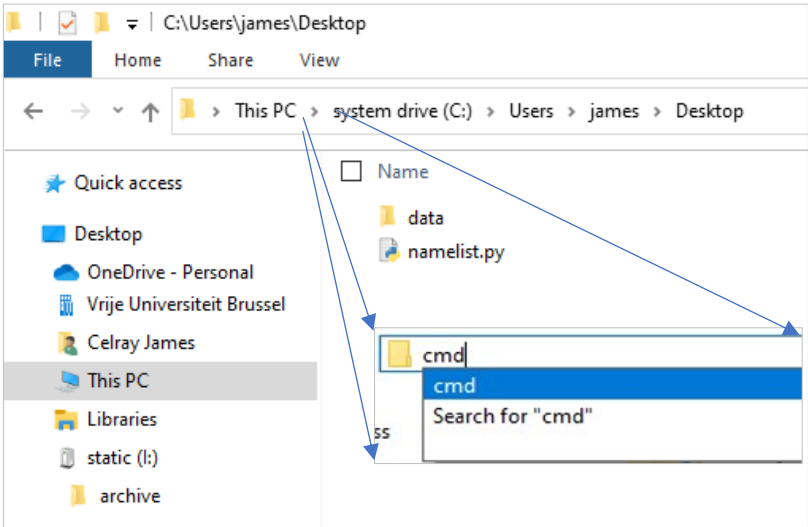 C:\Users\james\Desktop
File Home Share View
This PC > system drive (C:) > Users > james > Desktop
Quick access
Desktop
OneDrive - Personal
Vrije Universiteit Brussel
Celray James
This PC
Libraries
static (I:)
archive
Name
data
namelist.py
cmd
cmd
Search for "cmd"
ss